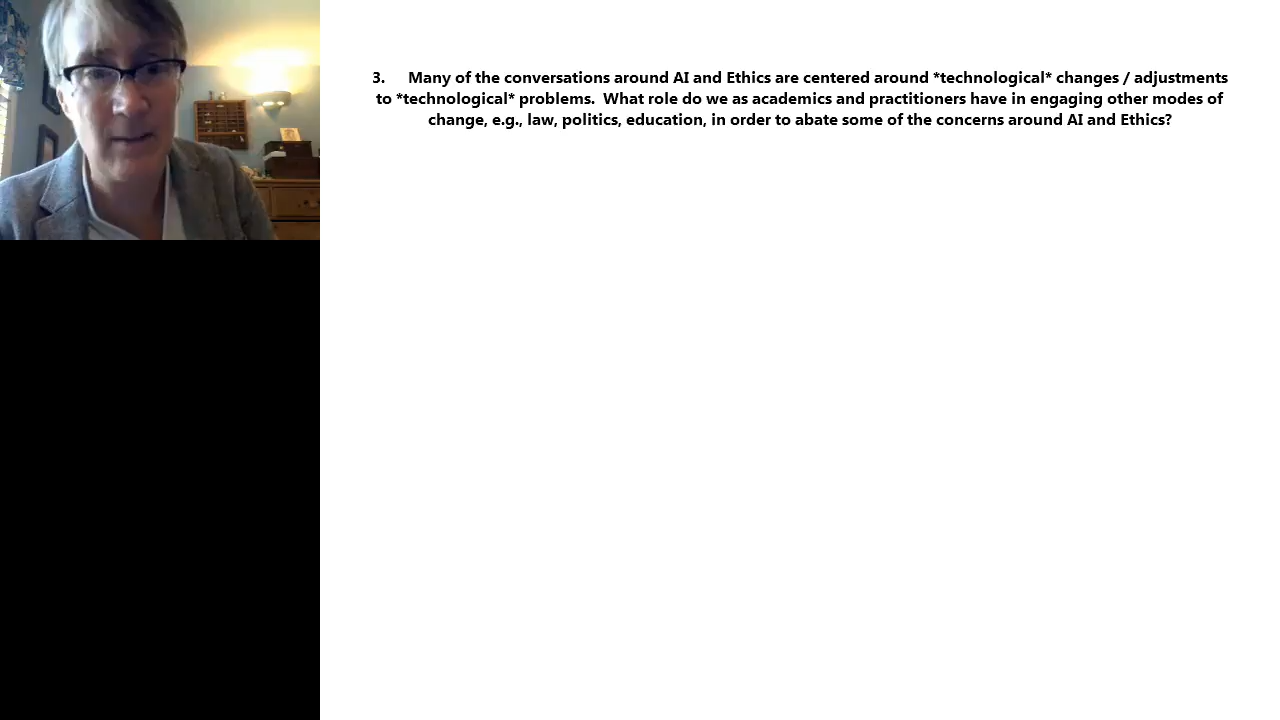 3. Many of the conversations around AI and Ethics are centered around *technological* changes / adjustments
to *technological* problems. What role do we as academics and practitioners have in engaging other modes of
change, e.g., law, politics, education, in order to abate some of the concerns around AI and Ethics?